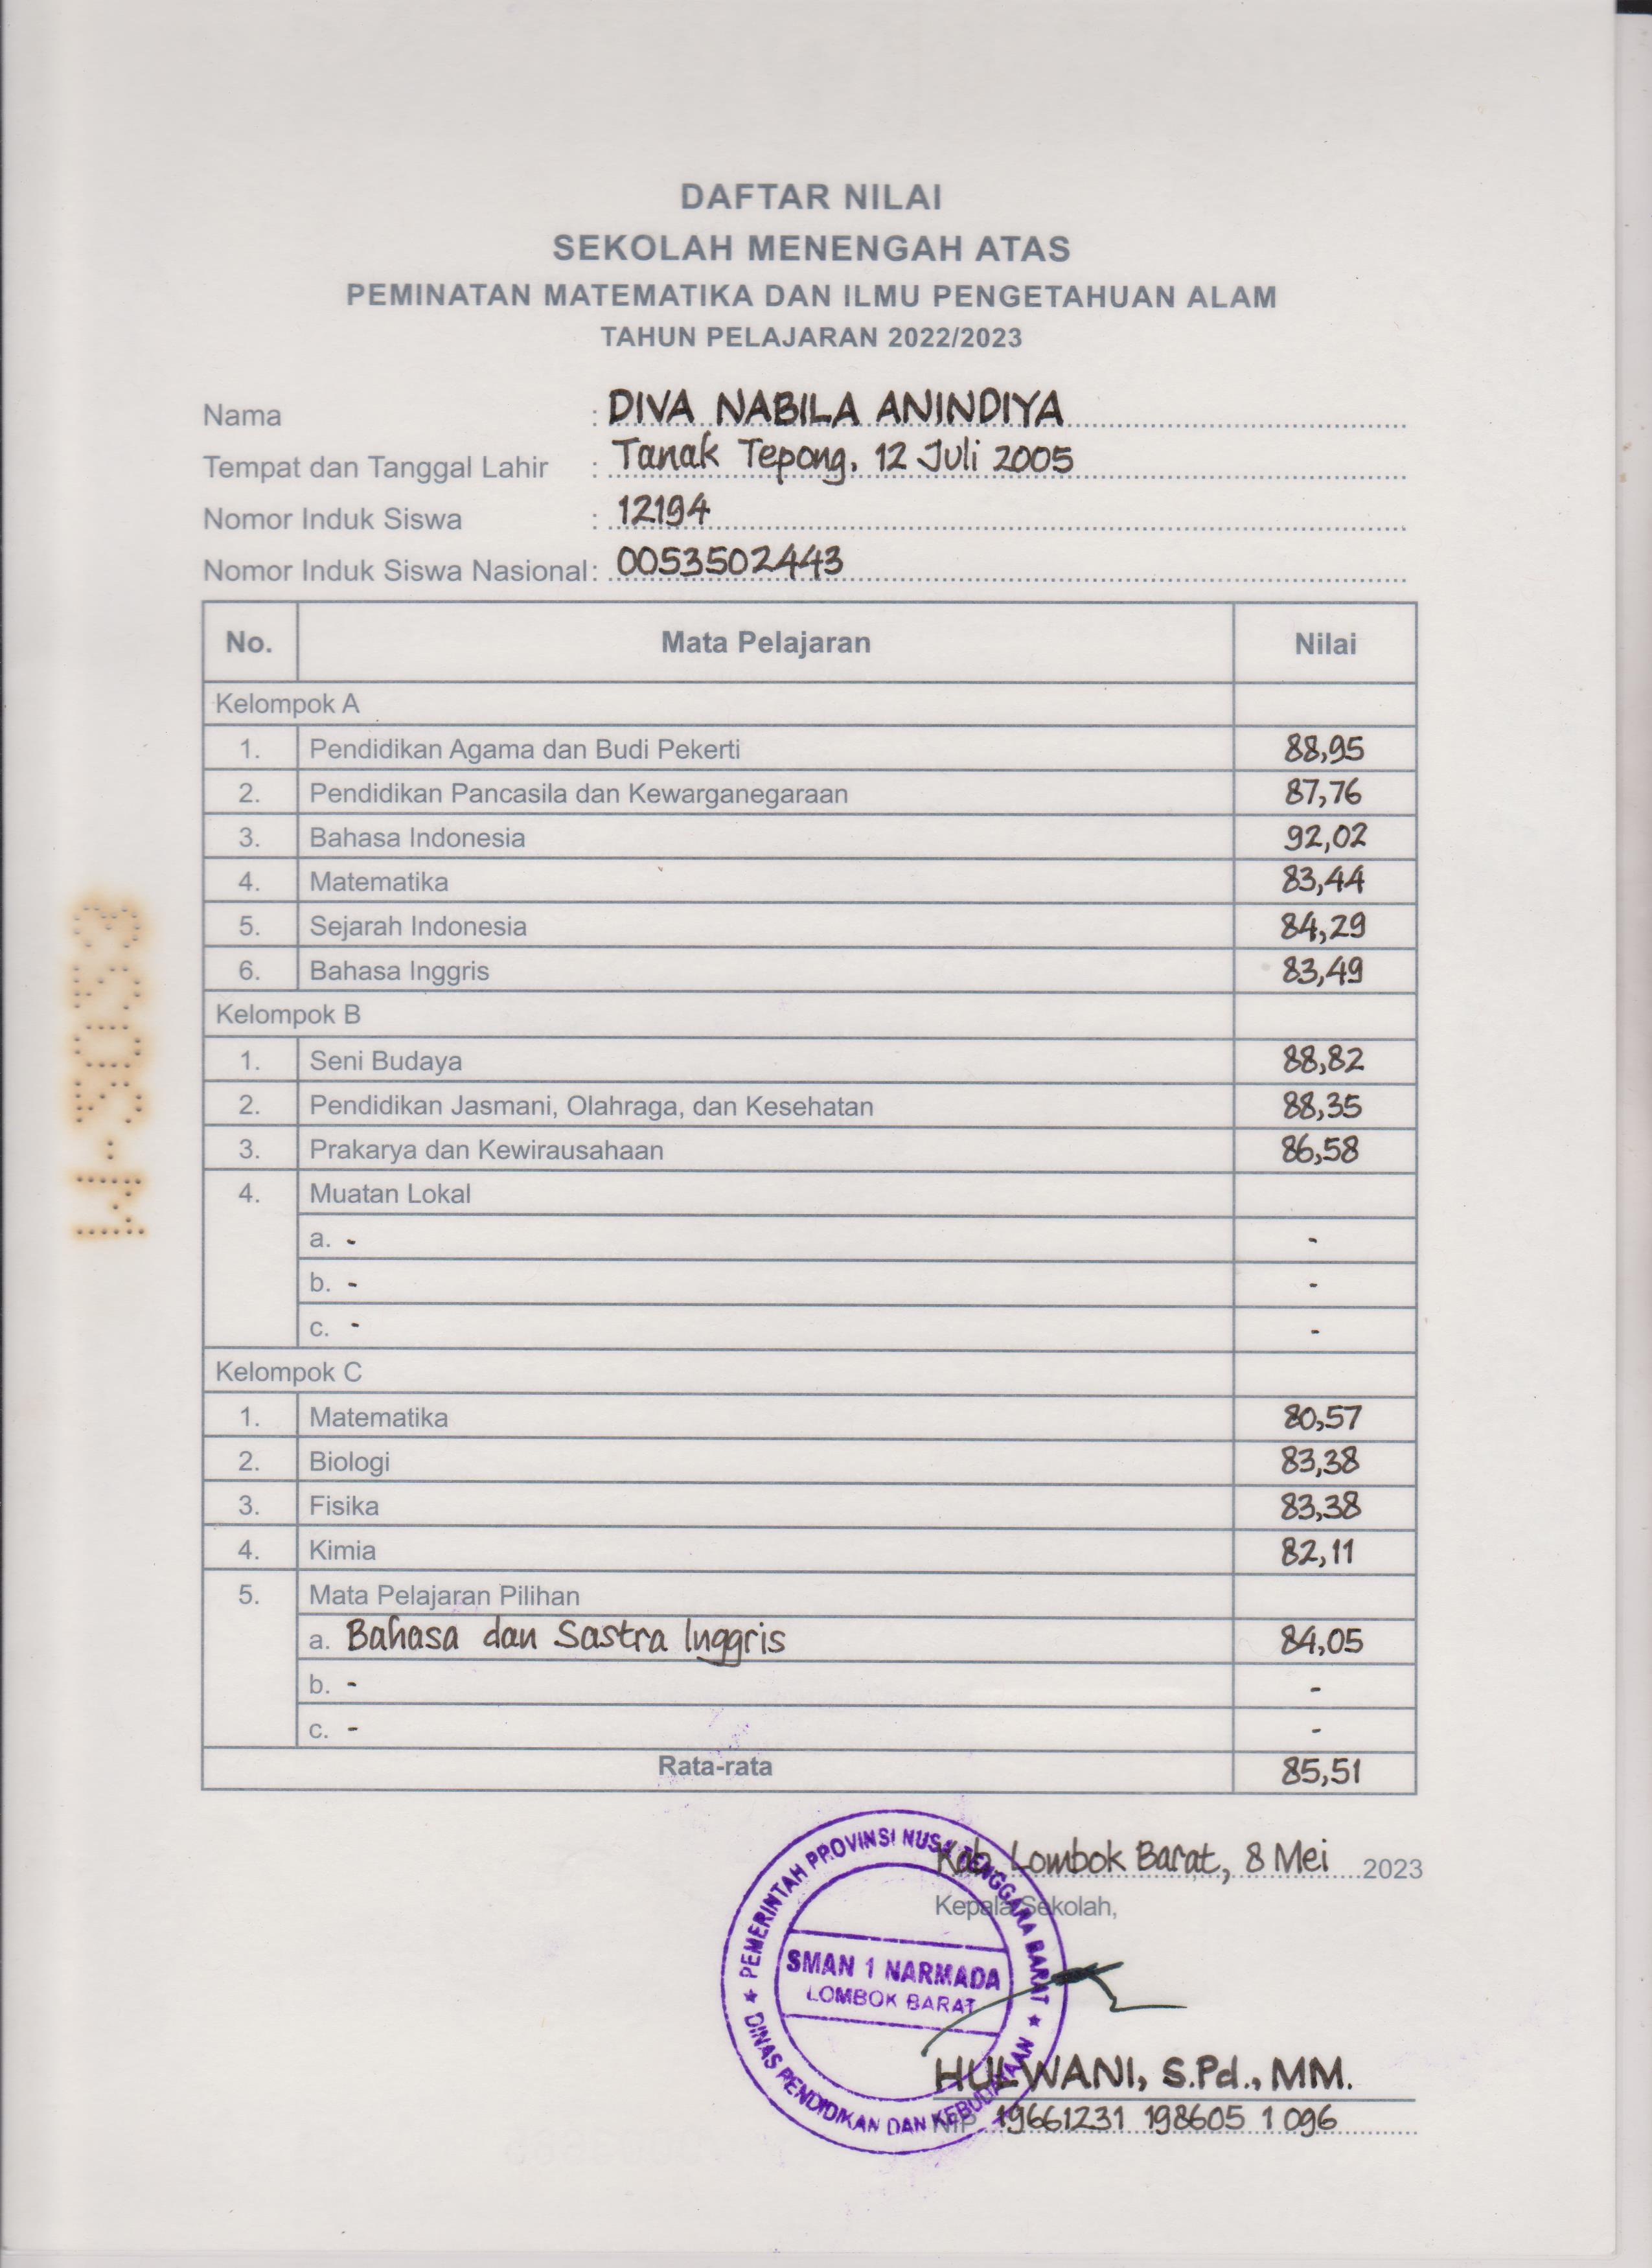 DAFTAR NILAI
SEKOLAH MENENGAH ATAS
PEMINATAN MATEMATIKA DAN ILMU PENGETAHUAN ALAM
TAHUN PELAJARAN 2022/2023
Nama : DIVA NABILA ANINDIYA
Tempat dan Tanggal Lahir : Tanak Tepong, 12 Juli 2005
Nomor Induk Siswa : 12194
Nomor Induk Siswa Nasional : 0053502443
No. Mata Pelajaran Nilai
Kelompok A
1. Pendidikan Agama dan Budi Pekerti 88,95
2. Pendidikan Pancasila dan Kewarganegaraan 87,76
3. Bahasa Indonesia 92,02
4. Matematika 83,44
5. Sejarah Indonesia 84,29
6. Bahasa Inggris 83,49
Kelompok B
1. Seni Budaya 88,82
2. Pendidikan Jasmani, Olahraga, dan Kesehatan 88,35
3. Prakarya dan Kewirausahaan 86,58
4. Muatan Lokal
a. - -
b. - -
c. - -
Kelompok C
1. Matematika 80,57
2. Biologi 83,38
3. Fisika 83,38
4. Kimia 82,11
5. Mata Pelajaran Pilihan
a. Bahasa dan Sastra Inggris 84,05
b. - -
c. - -
Rata-rata 85,51
Kab. Lombok Barat, 8 Mei 2023
Kepala Sekolah,
PEMERINTAH PROVINSI NUSA TENGGARA BARAT
SMAN 1 NARMADA
LOMBOK BARAT
DINAS PENDIDIKAN DAN KEBUDAYAAN
HULWANI, S.Pd., MM.
NIP 19661231 198605 1 096